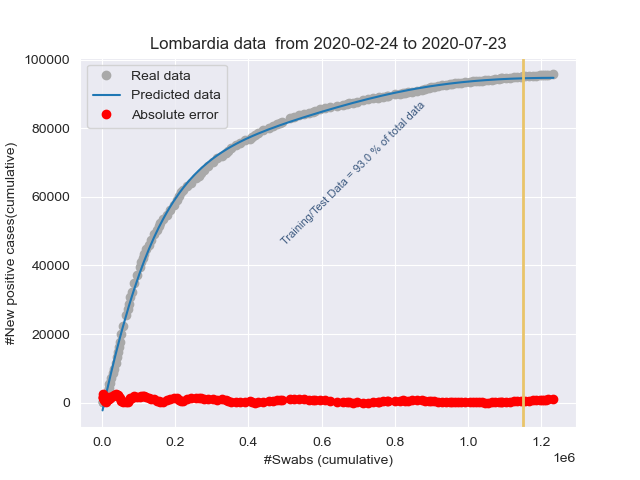 Lombardia data  from 2020-02-24 to 2020-07-23
Real data
Predicted data
Absolute error
Training/Test Data = 93.0 % of total data
#New positive cases(cumulative)
100000
80000
60000
40000
20000
0
0.0 0.2 0.4 0.6 0.8 1.0 1.2
1e6
#Swabs (cumulative)